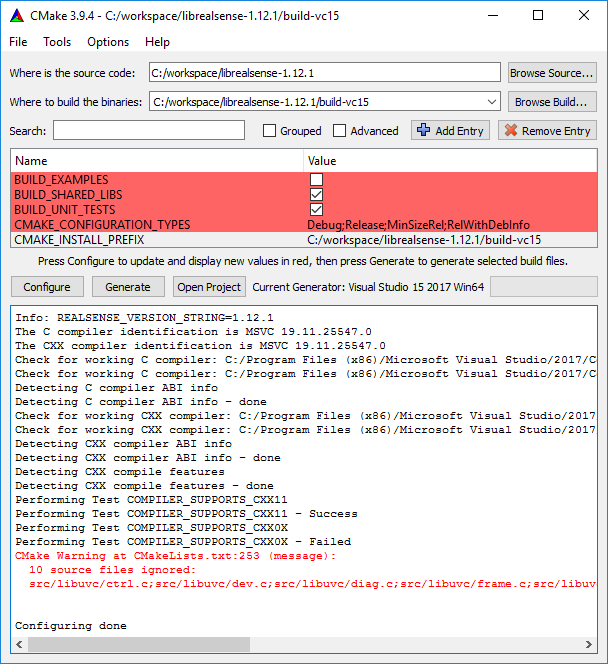 CMake 3.9.4 - C:/workspace/librealsense-1.12.1/build-vc15
File Tools Options Help
Where is the source code: C:/workspace/librealsense-1.12.1 Browse Source...
Where to build the binaries: C:/workspace/librealsense-1.12.1/build-vc15 Browse Build...
Search: Grouped Advanced Add Entry Remove Entry
Name Value
BUILD_EXAMPLES
BUILD_SHARED_LIBS
BUILD_UNIT_TESTS
CMAKE_CONFIGURATION_TYPES Debug;Release;MinSizeRel;RelWithDebInfo
CMAKE_INSTALL_PREFIX C:/workspace/librealsense-1.12.1/build-vc15
Press Configure to update and display new values in red, then press Generate to generate selected build files.
Configure Generate Open Project Current Generator: Visual Studio 15 2017 Win64
Info: REALSENSE_VERSION_STRING=1.12.1
The C compiler identification is MSVC 19.11.25547.0
The CXX compiler identification is MSVC 19.11.25547.0
Check for working C compiler: C:/Program Files (x86)/Microsoft Visual Studio/2017/C
Check for working C compiler: C:/Program Files (x86)/Microsoft Visual Studio/2017/C
Detecting C compiler ABI info
Detecting C compiler ABI info - done
Check for working CXX compiler: C:/Program Files (x86)/Microsoft Visual Studio/2017
Check for working CXX compiler: C:/Program Files (x86)/Microsoft Visual Studio/2017
Detecting CXX compiler ABI info
Detecting CXX compiler ABI info - done
Detecting CXX compile features
Detecting CXX compile features - done
Performing Test COMPILER_SUPPORTS_CXX11
Performing Test COMPILER_SUPPORTS_CXX11 - Success
Performing Test COMPILER_SUPPORTS_CXX0X
Performing Test COMPILER_SUPPORTS_CXX0X - Failed
CMake Warning at CMakeLists.txt:253 (message):
10 source files ignored:
src/libuvc/ctrl.c;src/libuvc/dev.c;src/libuvc/diag.c;src/libuvc/frame.c;src/libuv
Configuring done